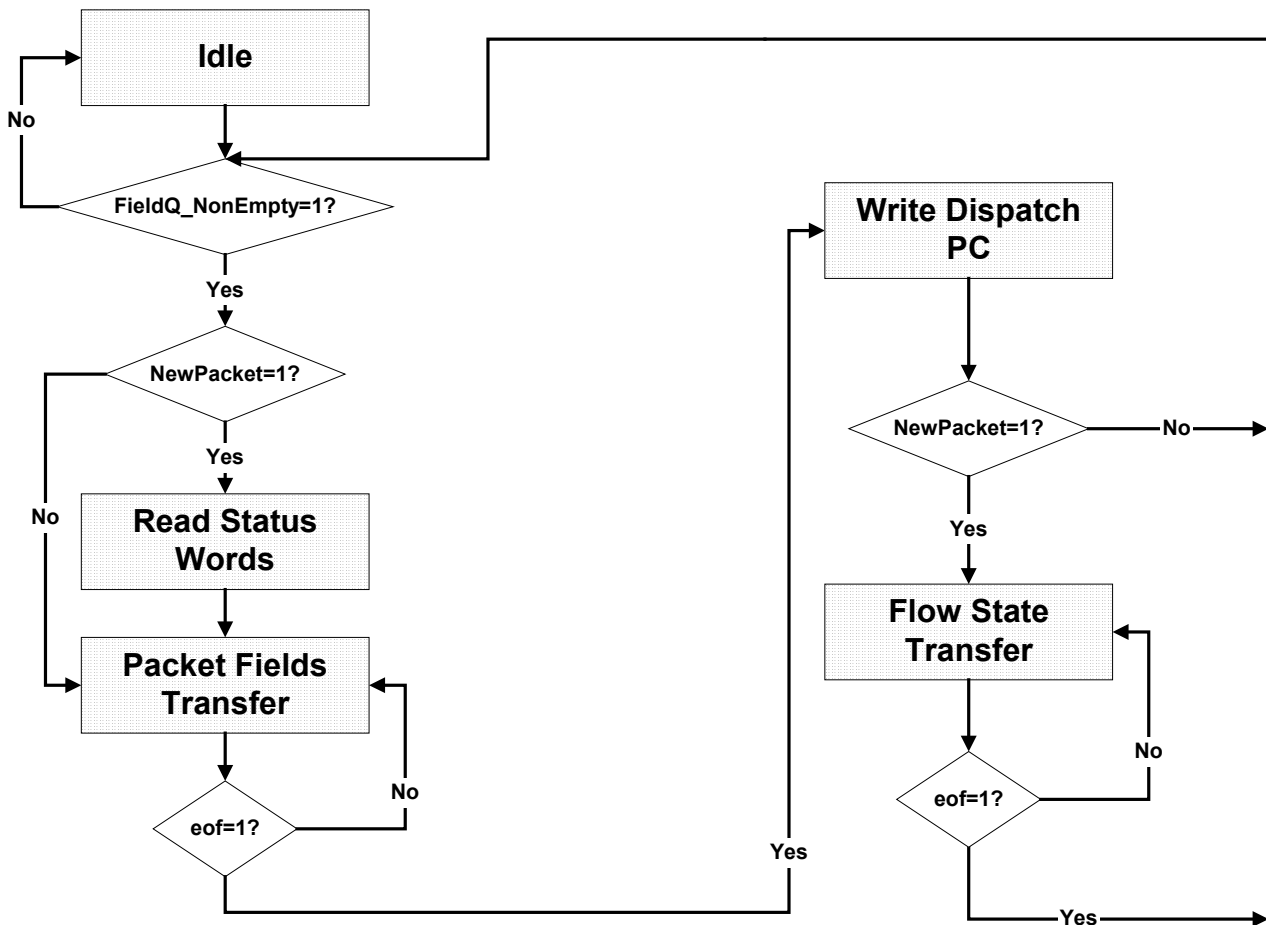 Idle
No
FieldQ_NonEmpty=1?
Yes
NewPacket=1?
Yes
No
Read Status
Words
Packet Fields
Transfer
No
eof=1?
Yes
Write Dispatch
PC
NewPacket=1?
No
Yes
Flow State
Transfer
No
eof=1?
Yes